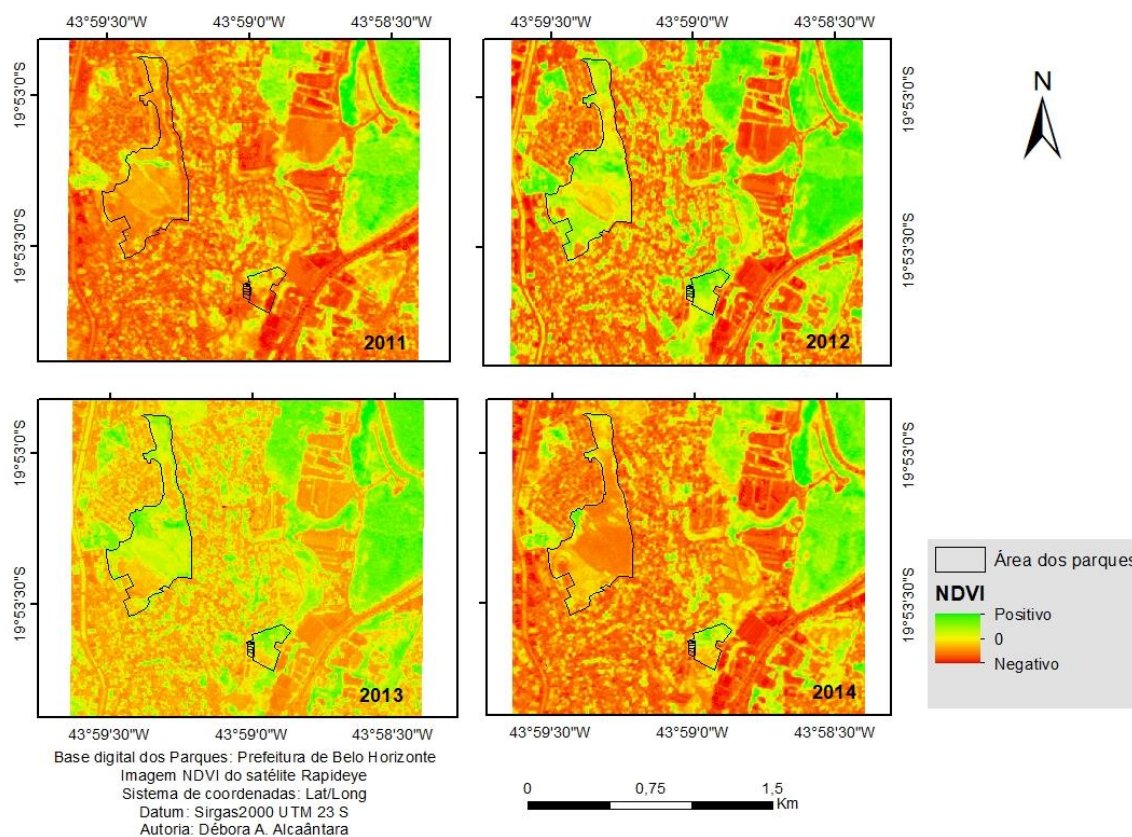 43°59'30"W 43°59'0"W 43°58'30"W 43°59'30"W 43°59'0"W 43°58'30"W
19°53'0"S
19°53'30"S
2011
2012
19°53'0"S
19°53'30"S
N
19°53'0"S
19°53'30"S
2013
2014
19°53'0"S
19°53'30"S
43°59'30"W 43°59'0"W 43°58'30"W 43°59'30"W 43°59'0"W 43°58'30"W
Área dos parques
NDVI
Positivo
0
Negativo
Base digital dos Parques: Prefeitura de Belo Horizonte
Imagem NDVI do satélite Rapideye
Sistema de coordenadas: Lat/Long
Datum: Sirgas2000 UTM 23 S
Autoria: Débora A. Alcaântara
0 0,75 1,5
Km